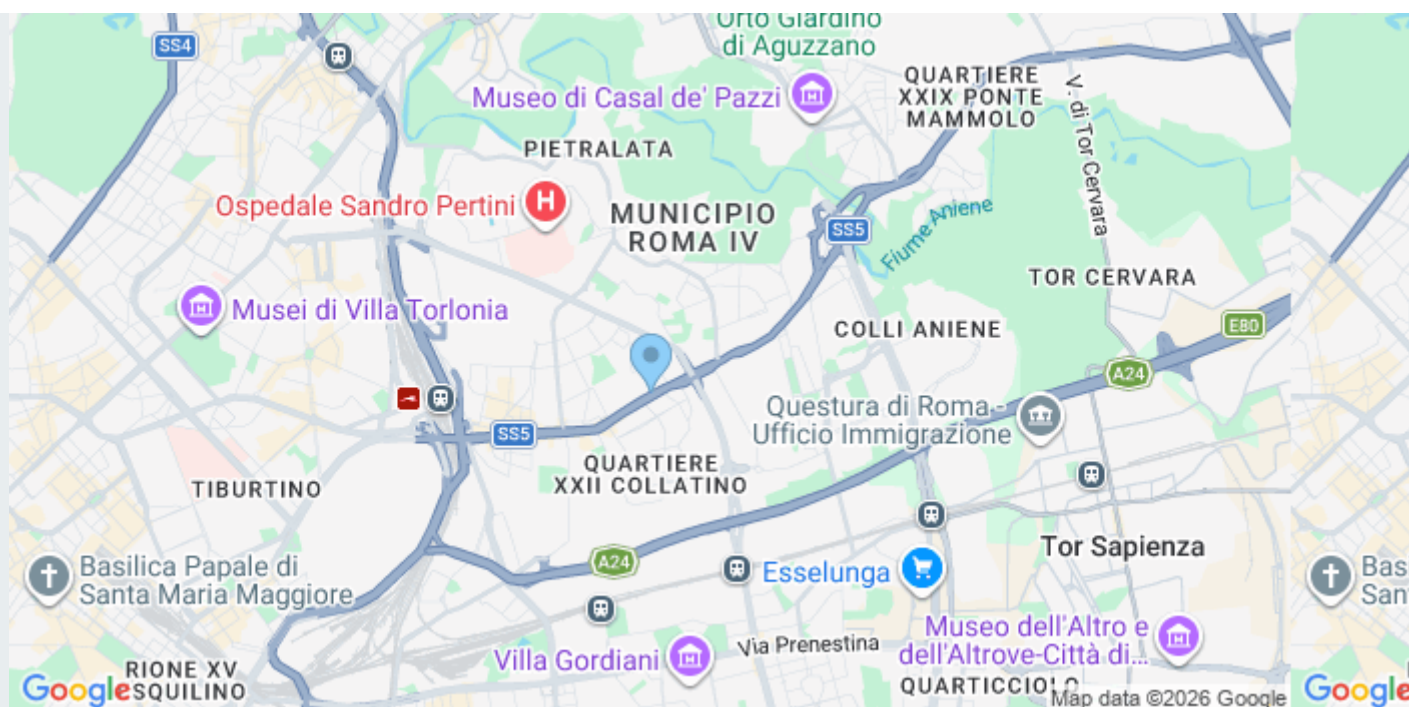 Orto Giardino
di Aguzzano
SS4
QUARTIERE
XXIX PONTE
MAMMOLO
Museo di Casal de' Pazzi
V. di Tor Cervara
PIETRALATA
Ospedale Sandro Pertini
H
MUNICIPIO
ROMA IV
SS5
Fiume Aniene
TOR CERVARA
Musei di Villa Torlonia
COLLI ANIENE
E80
A24
Questura di Roma -
Ufficio Immigrazione
SS5
QUARTIERE
XXII COLLATINO
TIBURTINO
Tor Sapienza
A24
Basilica Papale di
Santa Maria Maggiore
Esselunga
Bas
San
Museo dell'Altro e
dell'Altrove-Città di...
Via Prenestina
Villa Gordiani
RIONE XV
ESQUILINO
QUARTICCIOLO
Google
Map data ©2026 Google
Google